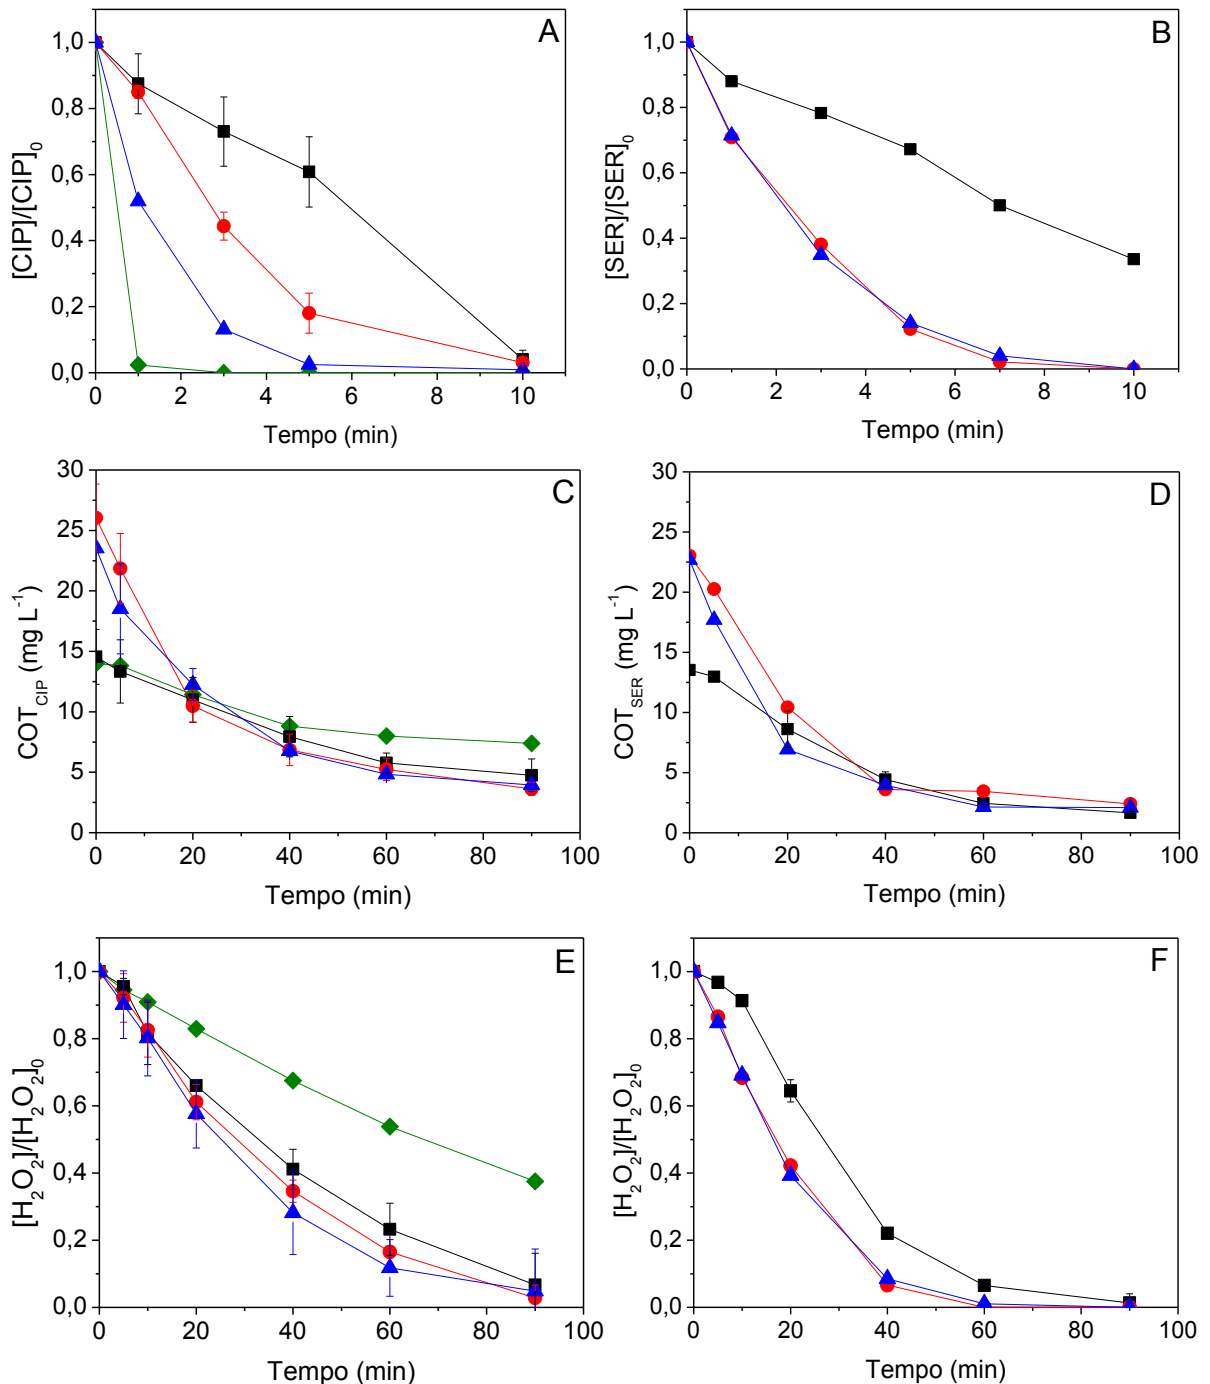 A
1,0
0,8
0,6
0,4
0,2
0,0
[CIP]/[CIP]₀
0 2 4 6 8 10
Tempo (min)
B
1,0
0,8
0,6
0,4
0,2
0,0
[SER]/[SER]₀
0 2 4 6 8 10
Tempo (min)
C
30
25
20
15
10
5
0
COT_CIP (mg L⁻¹)
0 20 40 60 80 100
Tempo (min)
D
30
25
20
15
10
5
0
COT_SER (mg L⁻¹)
0 20 40 60 80 100
Tempo (min)
E
1,0
0,8
0,6
0,4
0,2
0,0
[H₂O₂]/[H₂O₂]₀
0 20 40 60 80 100
Tempo (min)
F
1,0
0,8
0,6
0,4
0,2
0,0
[H₂O₂]/[H₂O₂]₀
0 20 40 60 80 100
Tempo (min)